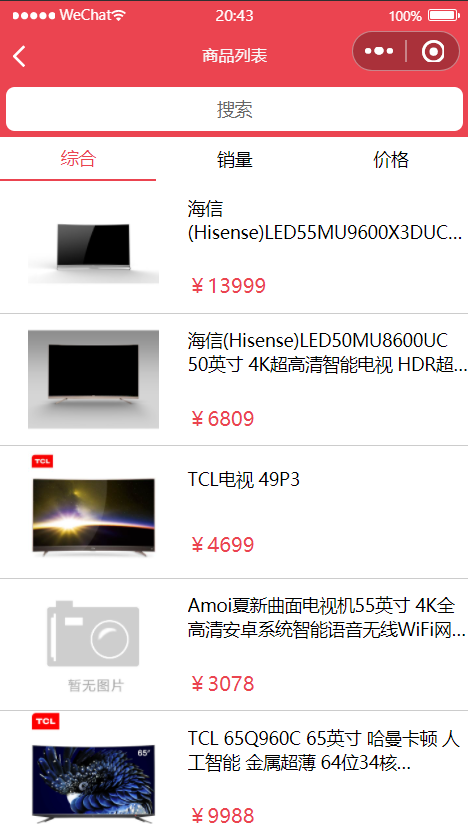 WeChat 20:43 100%
商品列表
搜索
综合 销量 价格
海信
(Hisense)LED55MU9600X3DUC...
￥13999
海信(Hisense)LED50MU8600UC
50英寸 4K超高清智能电视 HDR超...
￥6809
TCL
TCL电视 49P3
￥4699
暂无图片
Amoi夏新曲面电视机55英寸 4K全
高清安卓系统智能语音无线WiFi网...
￥3078
TCL
65"
TCL 65Q960C 65英寸 哈曼卡顿 人
工智能 金属超薄 64位34核...
￥9988